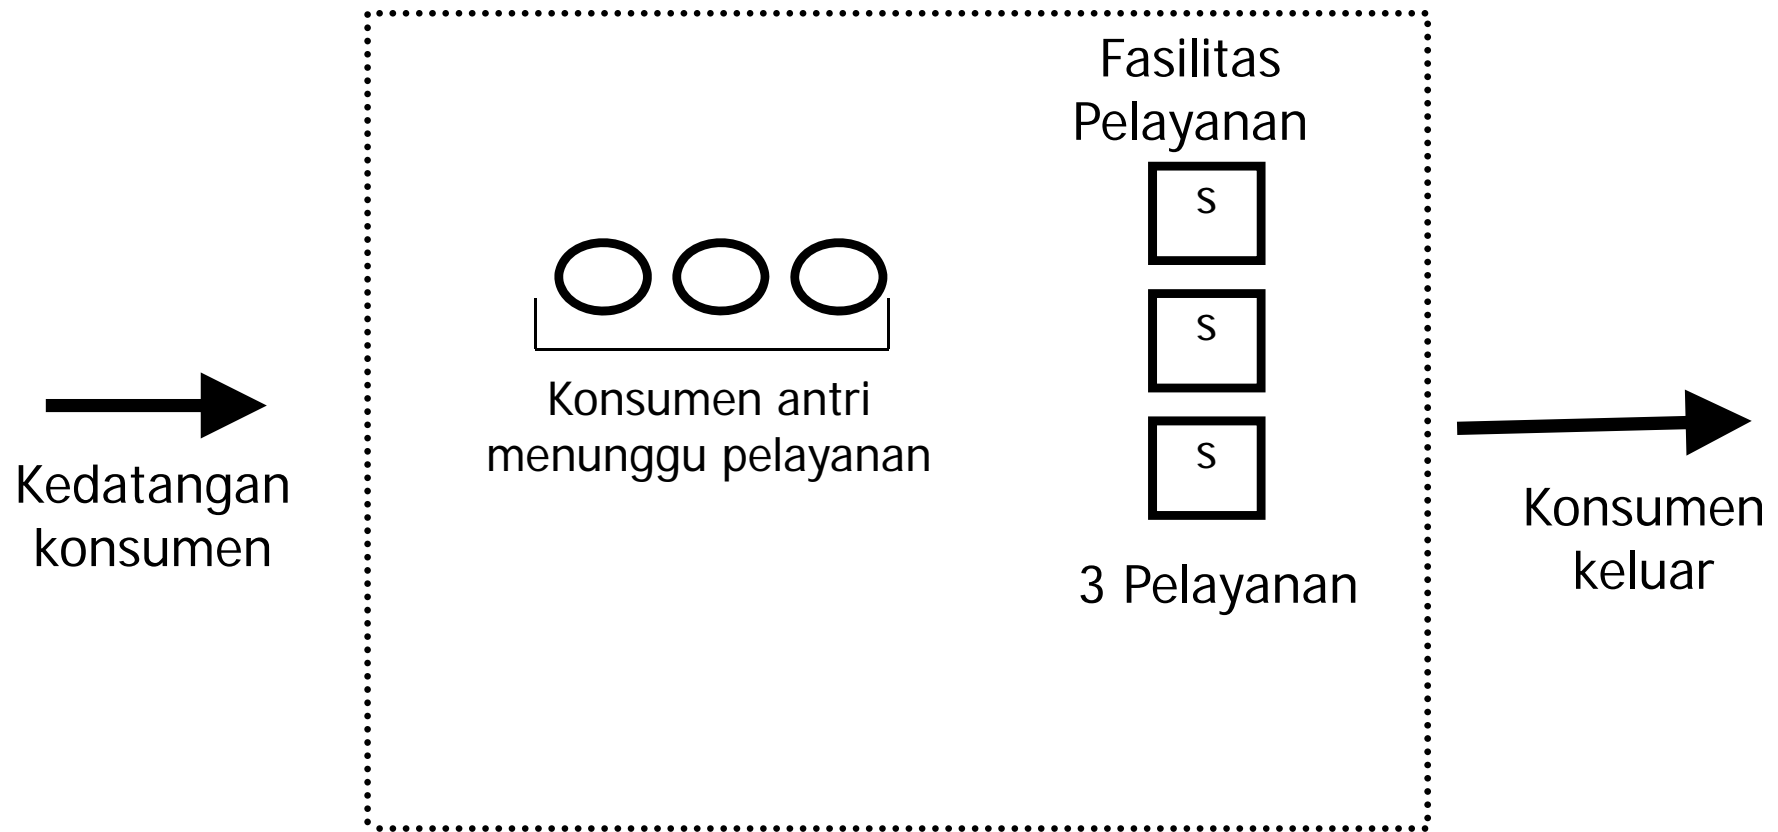 Fasilitas
Pelayanan
s
s
s
Konsumen antri
menunggu pelayanan
Kedatangan
konsumen
3 Pelayanan
Konsumen
keluar